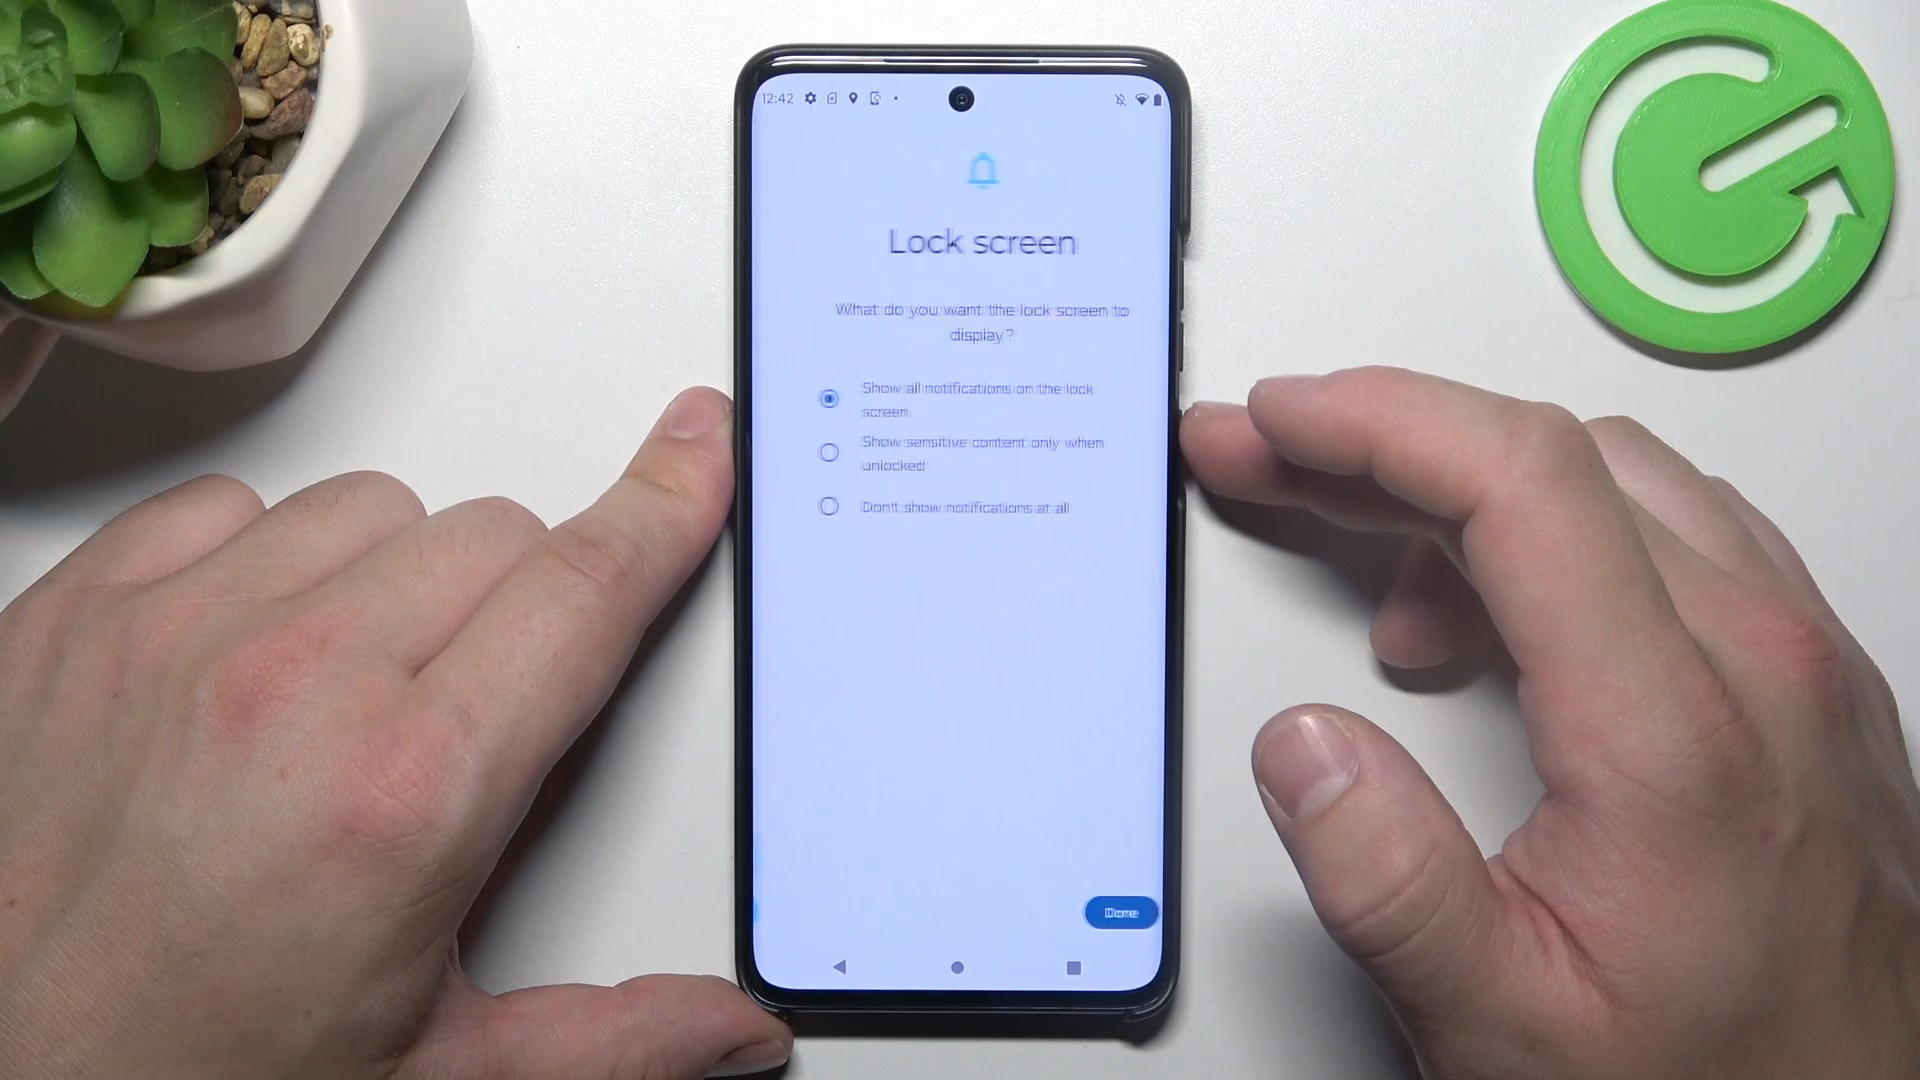 12:42
Lock screen
What do you want the lock screen to
display?
Show all notifications on the lock
screen
Show sensitive content only when
unlocked
Don't show notifications at all
Done